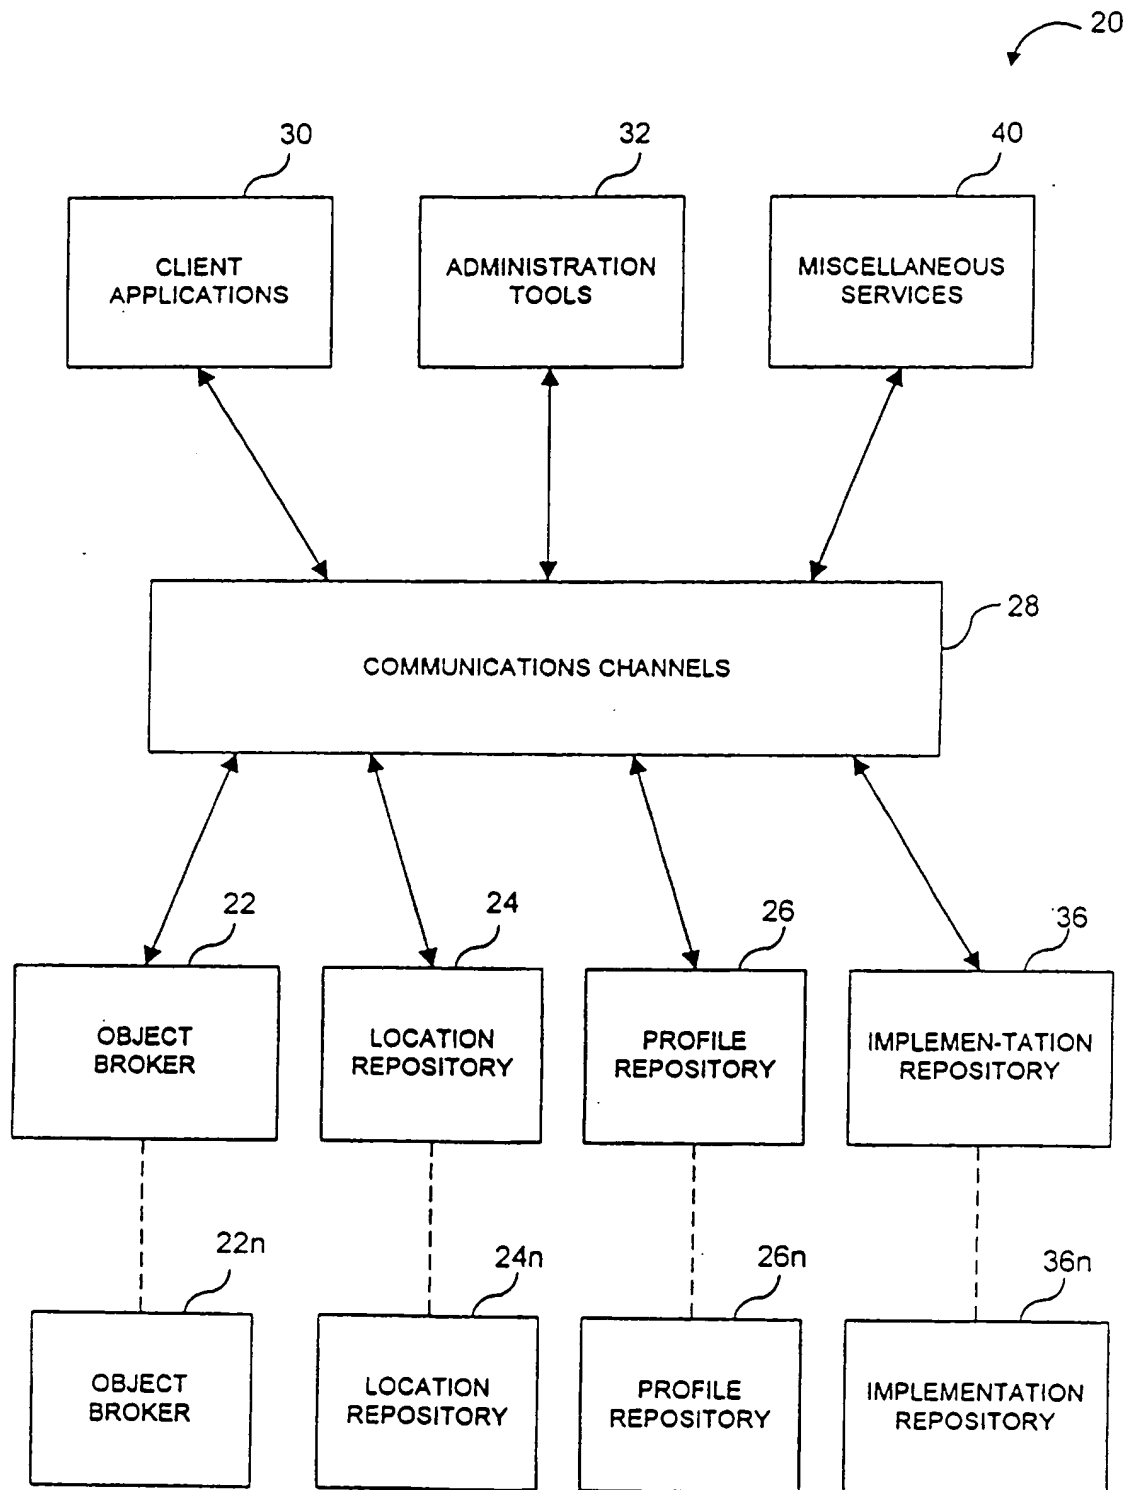 20
30
32
40
CLIENT
APPLICATIONS
ADMINISTRATION
TOOLS
MISCELLANEOUS
SERVICES
28
COMMUNICATIONS CHANNELS
22
24
26
36
OBJECT
BROKER
LOCATION
REPOSITORY
PROFILE
REPOSITORY
IMPLEMEN-TATION
REPOSITORY
22n
24n
26n
36n
OBJECT
BROKER
LOCATION
REPOSITORY
PROFILE
REPOSITORY
IMPLEMENTATION
REPOSITORY